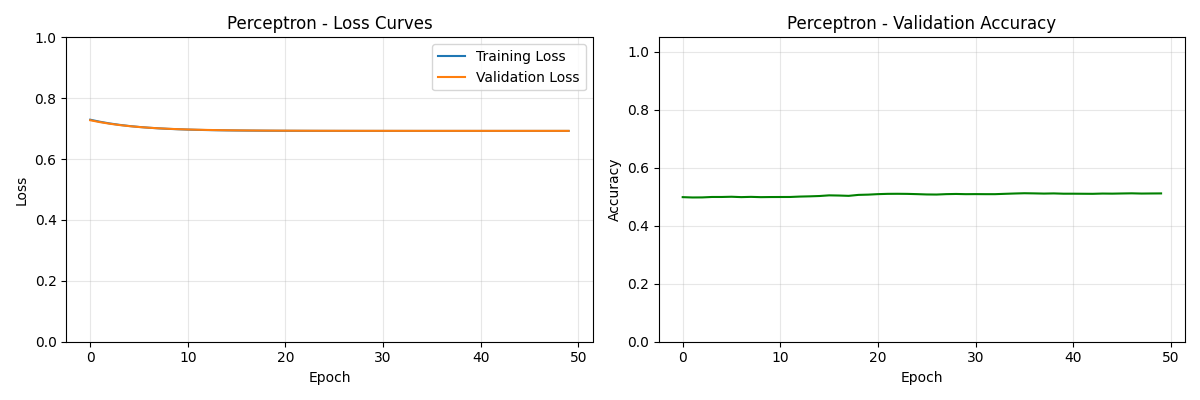 Perceptron - Loss Curves
1.0
0.8
0.6
0.4
0.2
0.0
Loss
Training Loss
Validation Loss
0 10 20 30 40 50
Epoch
Perceptron - Validation Accuracy
1.0
0.8
0.6
0.4
0.2
0.0
Accuracy
0 10 20 30 40 50
Epoch